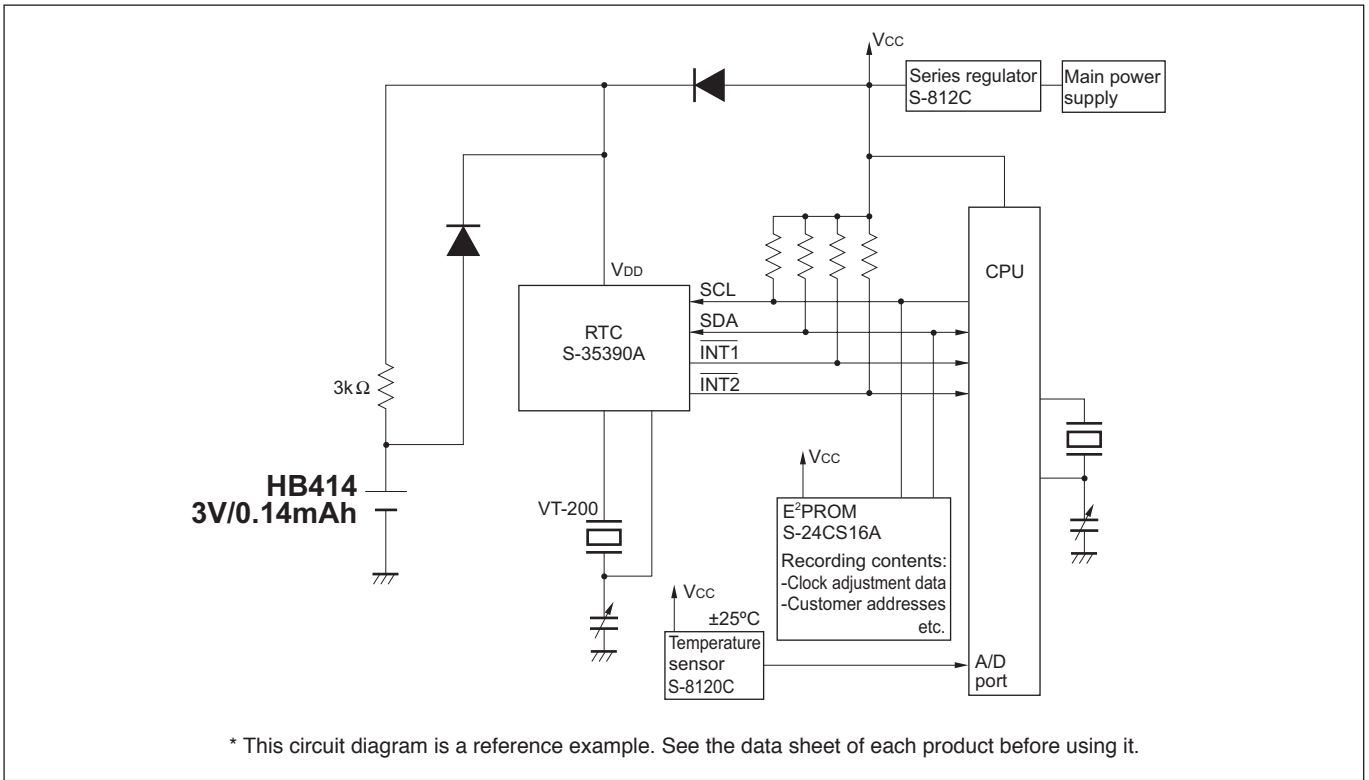 Vcc
Series regulator
S-812C
Main power
supply
VDD
CPU
SCL
SDA
INT1
INT2
RTC
S-35390A
3kΩ
HB414
3V/0.14mAh
VT-200
Vcc
E²PROM
S-24CS16A
Recording contents:
-Clock adjustment data
-Customer addresses
etc.
Vcc
±25ºC
Temperature
sensor
S-8120C
A/D
port
* This circuit diagram is a reference example. See the data sheet of each product before using it.